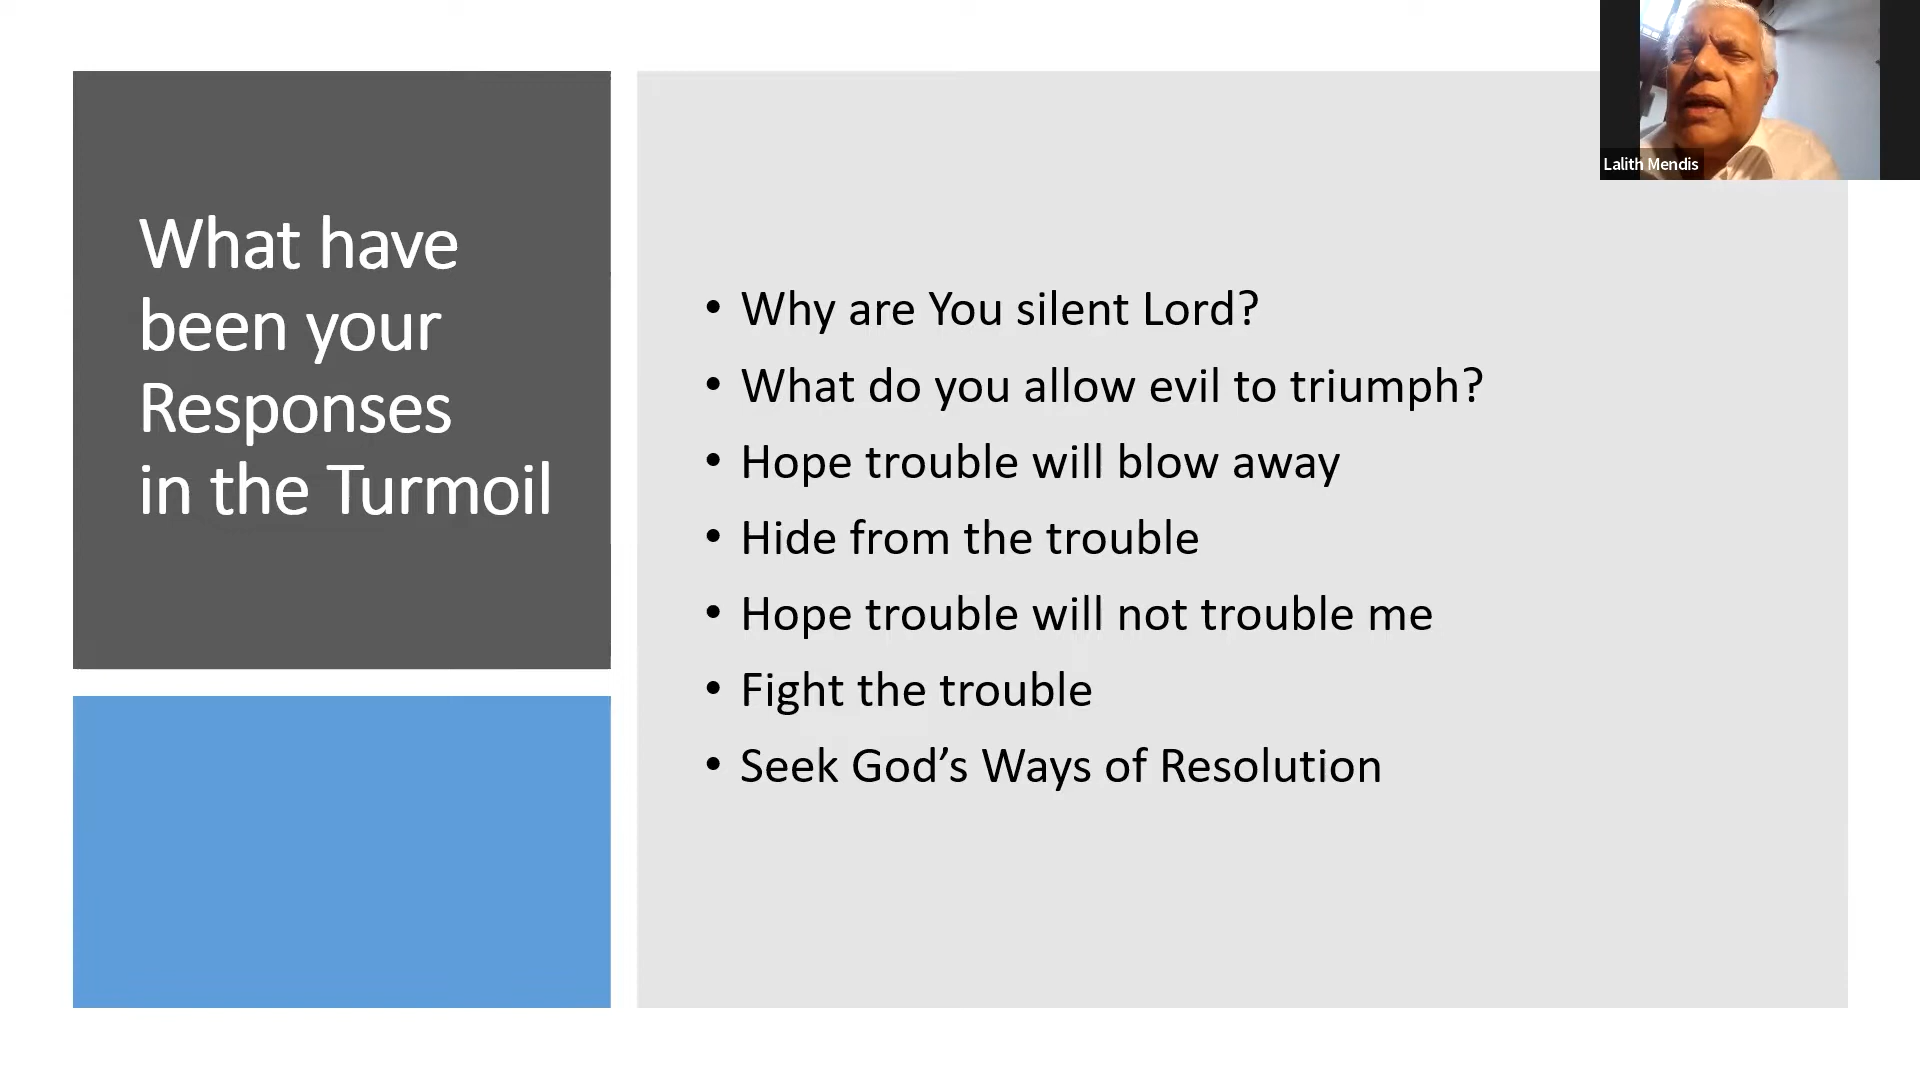 What have
been your
Responses
in the Turmoil
• Why are You silent Lord?
• What do you allow evil to triumph?
• Hope trouble will blow away
• Hide from the trouble
• Hope trouble will not trouble me
• Fight the trouble
• Seek God’s Ways of Resolution
Lalith Mendis